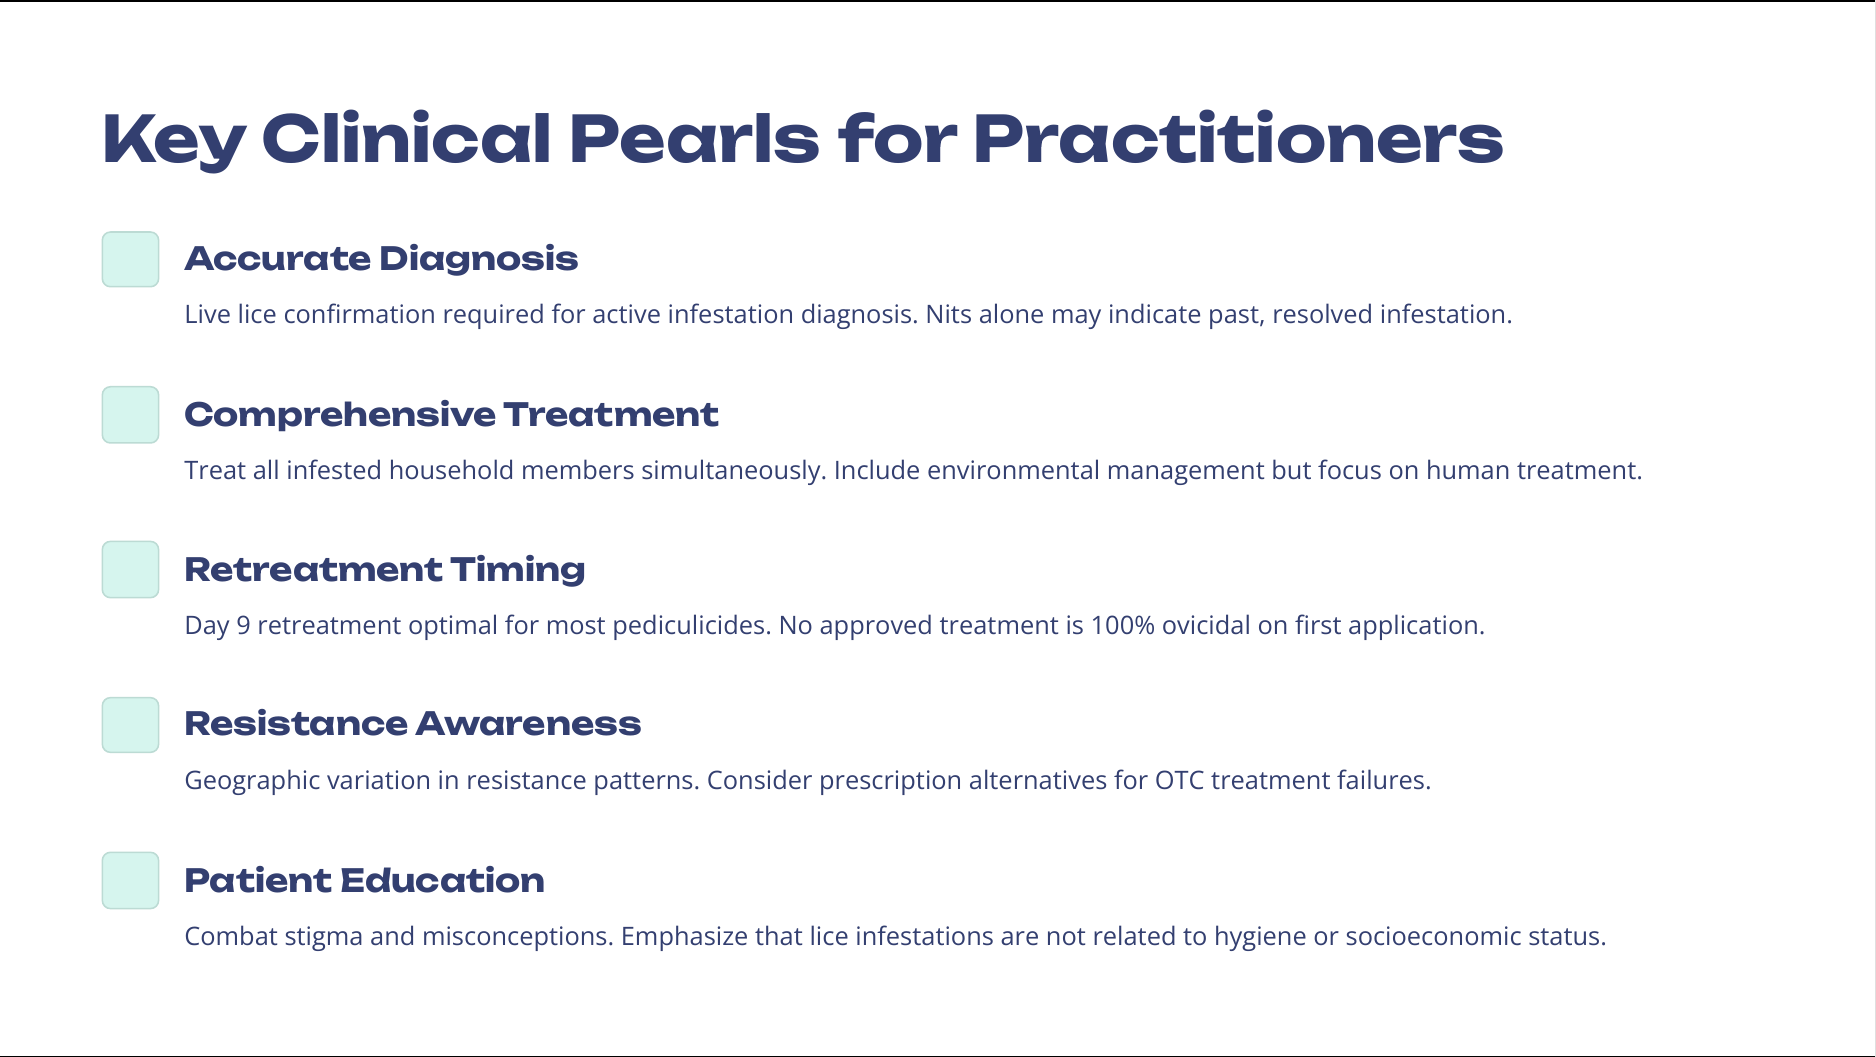 Key Clinical Pearls for Practitioners
Accurate Diagnosis
Live lice confirmation required for active infestation diagnosis. Nits alone may indicate past, resolved infestation.
Comprehensive Treatment
Treat all infested household members simultaneously. Include environmental management but focus on human treatment.
Retreatment Timing
Day 9 retreatment optimal for most pediculicides. No approved treatment is 100% ovicidal on first application.
Resistance Awareness
Geographic variation in resistance patterns. Consider prescription alternatives for OTC treatment failures.
Patient Education
Combat stigma and misconceptions. Emphasize that lice infestations are not related to hygiene or socioeconomic status.